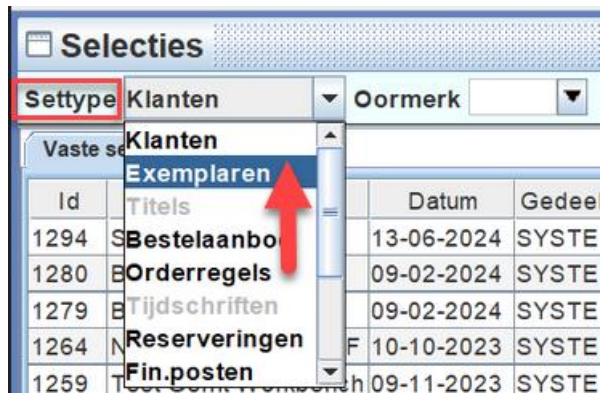 Selecties
Settype Klanten Oormerk
Vaste
Klanten
Exemplaren
Id Titels Datum
1294 S Bestelaanbo 13-06-2024 SYSTE
1280 B Orderregels 09-02-2024 SYSTE
1279 B Tijdschriften 09-02-2024 SYSTE
1264 N Reserveringen F 10-10-2023 SYSTE
1259 Fin.posten 09-11-2023 SYSTE